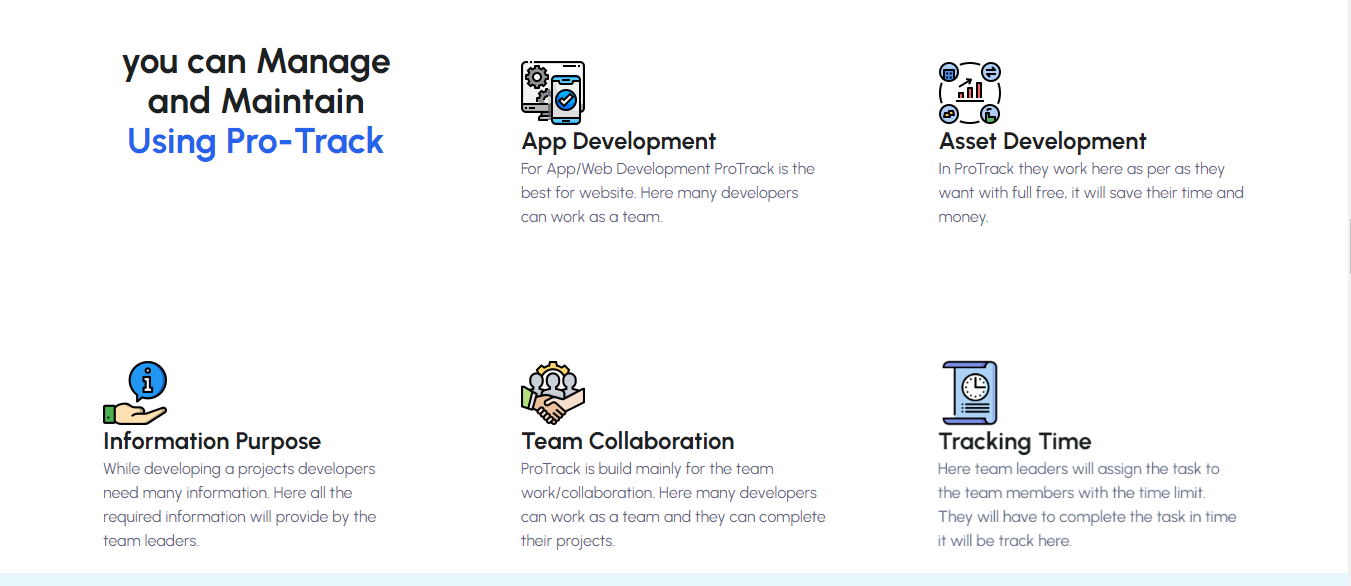 you can Manage
and Maintain
Using Pro-Track
App Development
For App/Web Development ProTrack is the
best for website. Here many developers
can work as a team.
Asset Development
In ProTrack they work here as per as they
want with full free, it will save their time and
money.
Information Purpose
While developing a projects developers
need many information. Here all the
required information will provide by the
team leaders.
Team Collaboration
ProTrack is build mainly for the team
work/collaboration. Here many developers
can work as a team and they can complete
their projects.
Tracking Time
Here team leaders will assign the task to
the team members with the time limit.
They will have to complete the task in time
it will be track here.